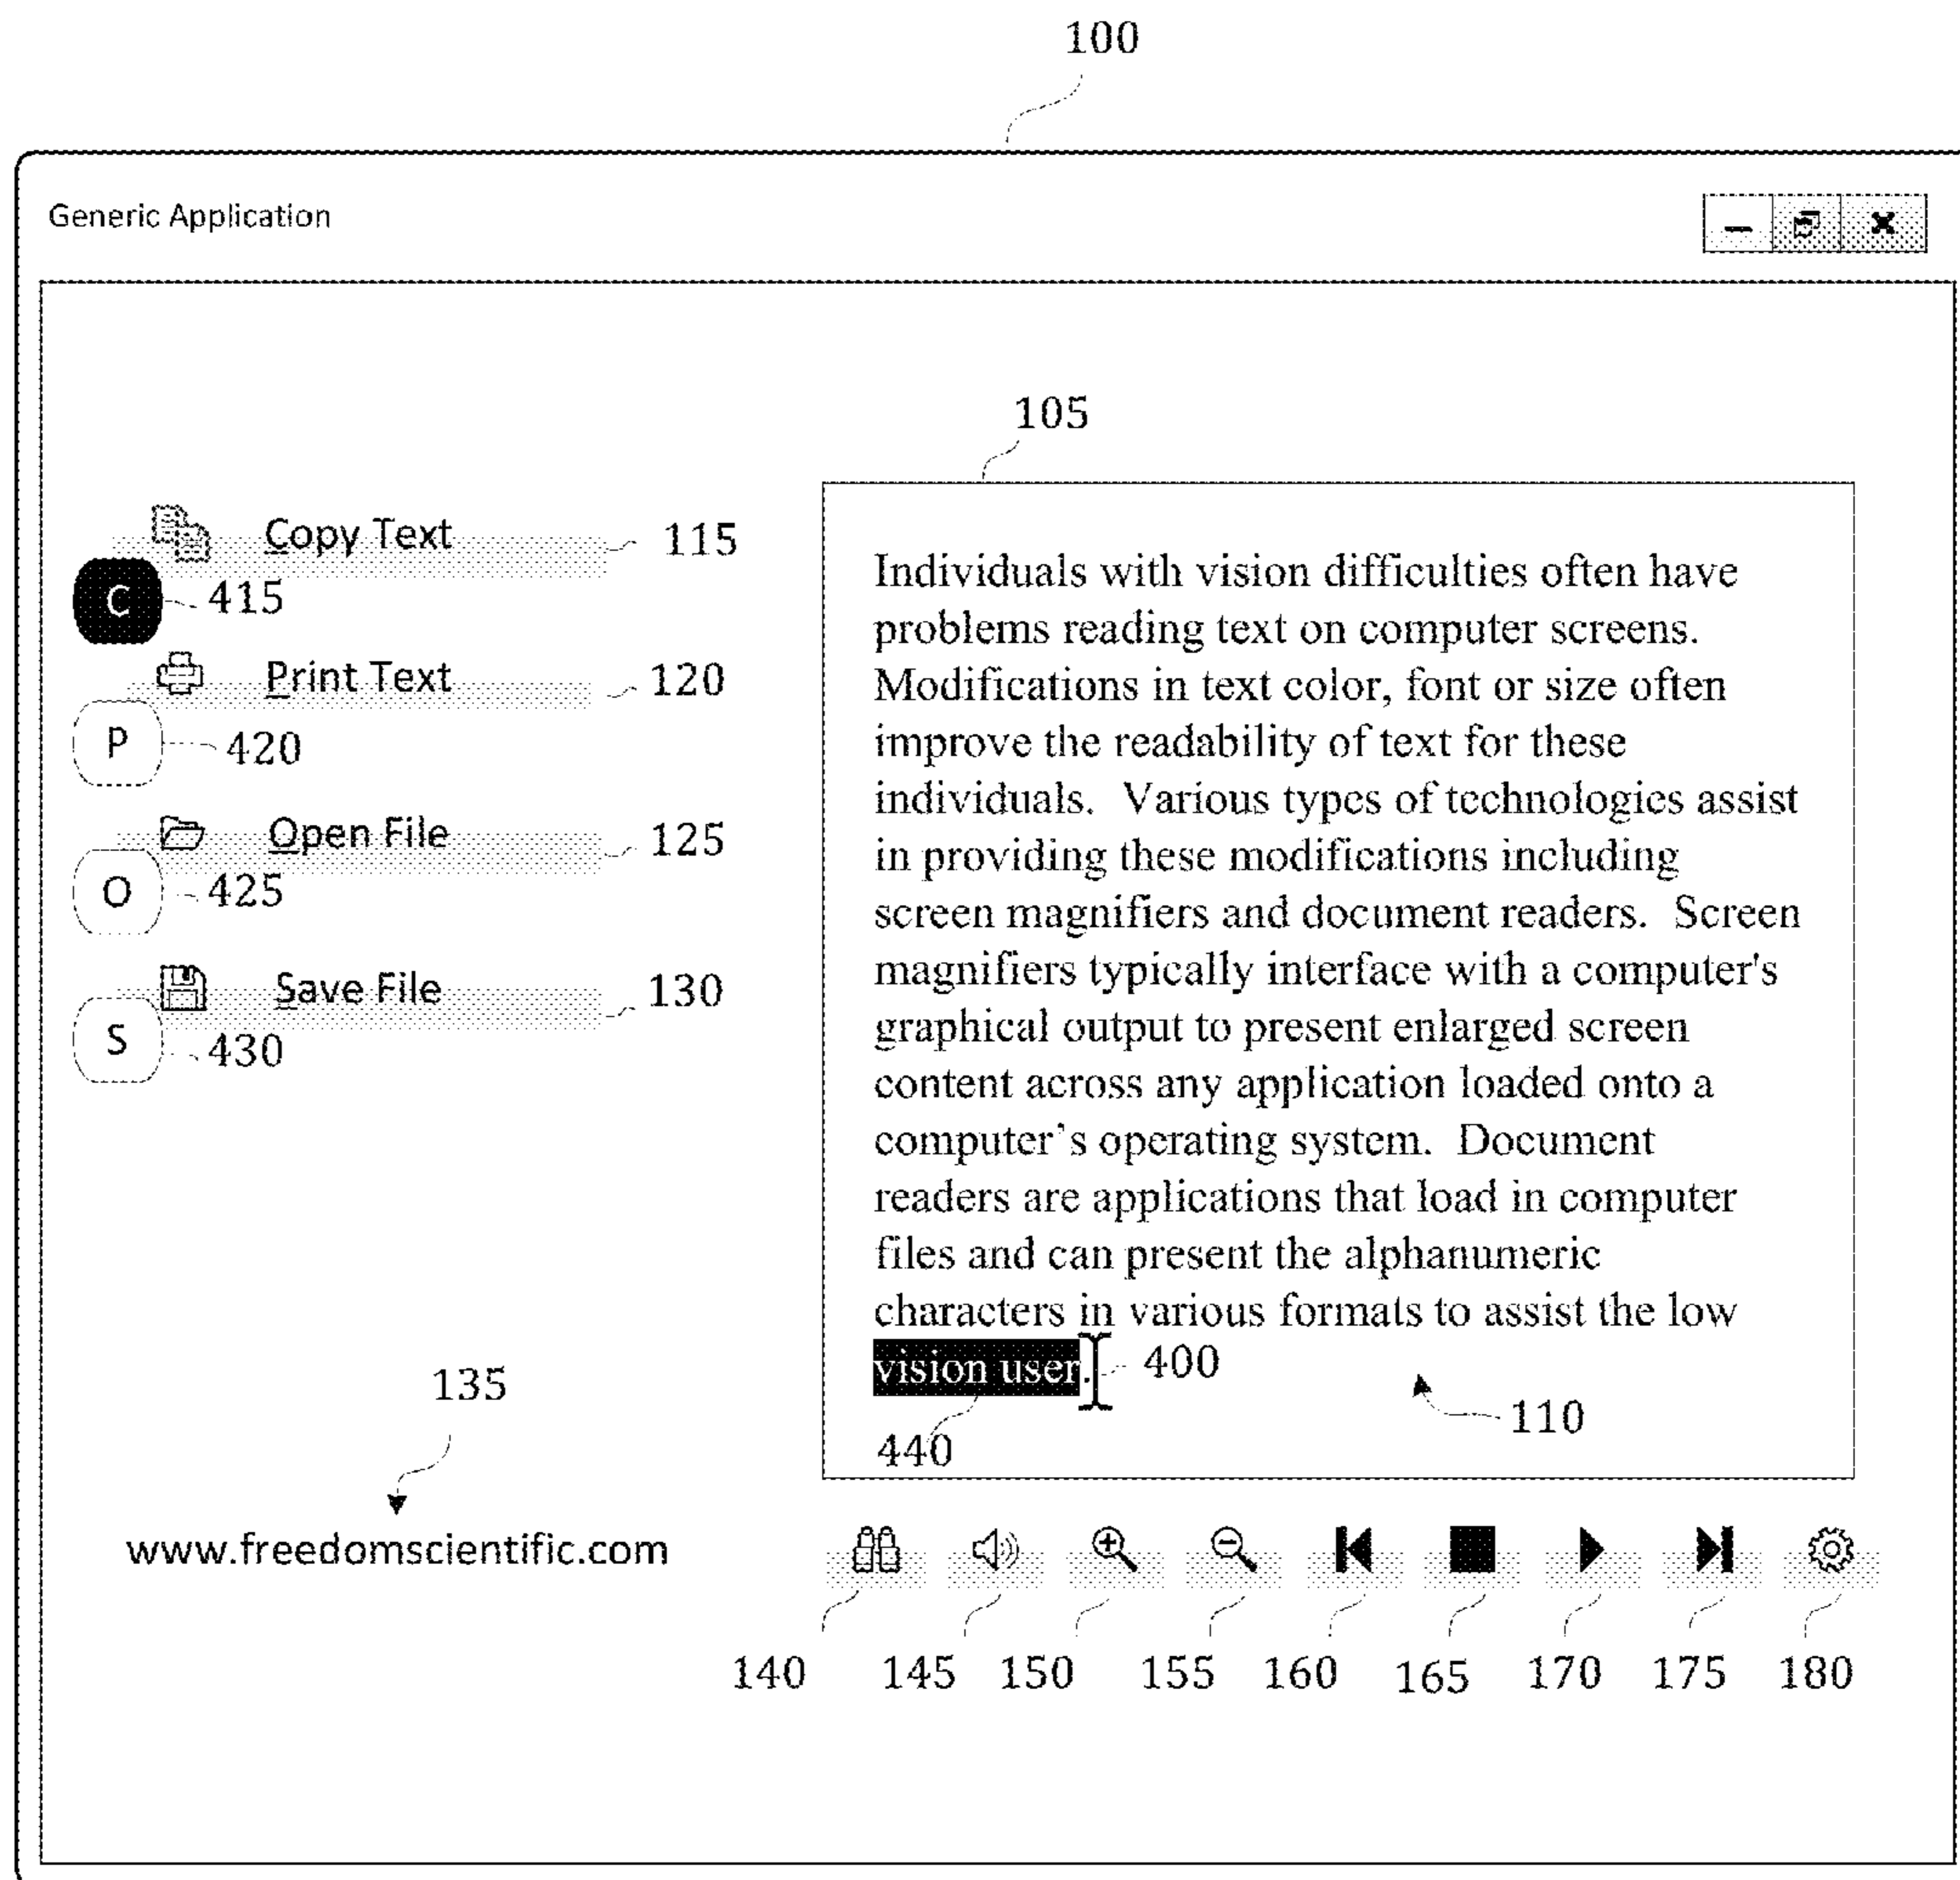 100
Generic Application
105
Copy Text 115
C 415
Print Text 120
P 420
Open File 125
O 425
Save File 130
S 430
Individuals with vision difficulties often have
problems reading text on computer screens.
Modifications in text color, font or size often
improve the readability of text for these
individuals.  Various types of technologies assist
in providing these modifications including
screen magnifiers and document readers.  Screen
magnifiers typically interface with a computer's
graphical output to present enlarged screen
content across any application loaded onto a
computer’s operating system.  Document
readers are applications that load in computer
files and can present the alphanumeric
characters in various formats to assist the low
vision user. 400
110
440
135
www.freedomscientific.com
140 145 150 155 160 165 170 175 180